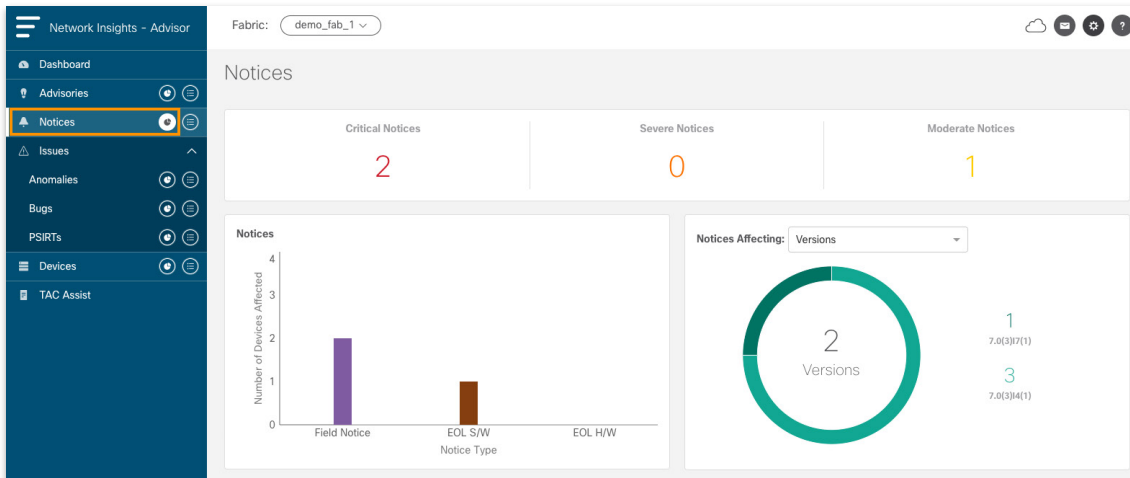 Network Insights - Advisor
Fabric: demo_fab_1
?
Dashboard
Advisories
Notices
Issues
Anomalies
Bugs
PSIRTs
Devices
TAC Assist
Notices
Critical Notices
2
Severe Notices
0
Moderate Notices
1
Notices
Number of Devices Affected
4
3
2
1
0
Field Notice
EOL S/W
EOL H/W
Notice Type
Notices Affecting: Versions
2
Versions
1
7.0(3)I7(1)
3
7.0(3)I4(1)